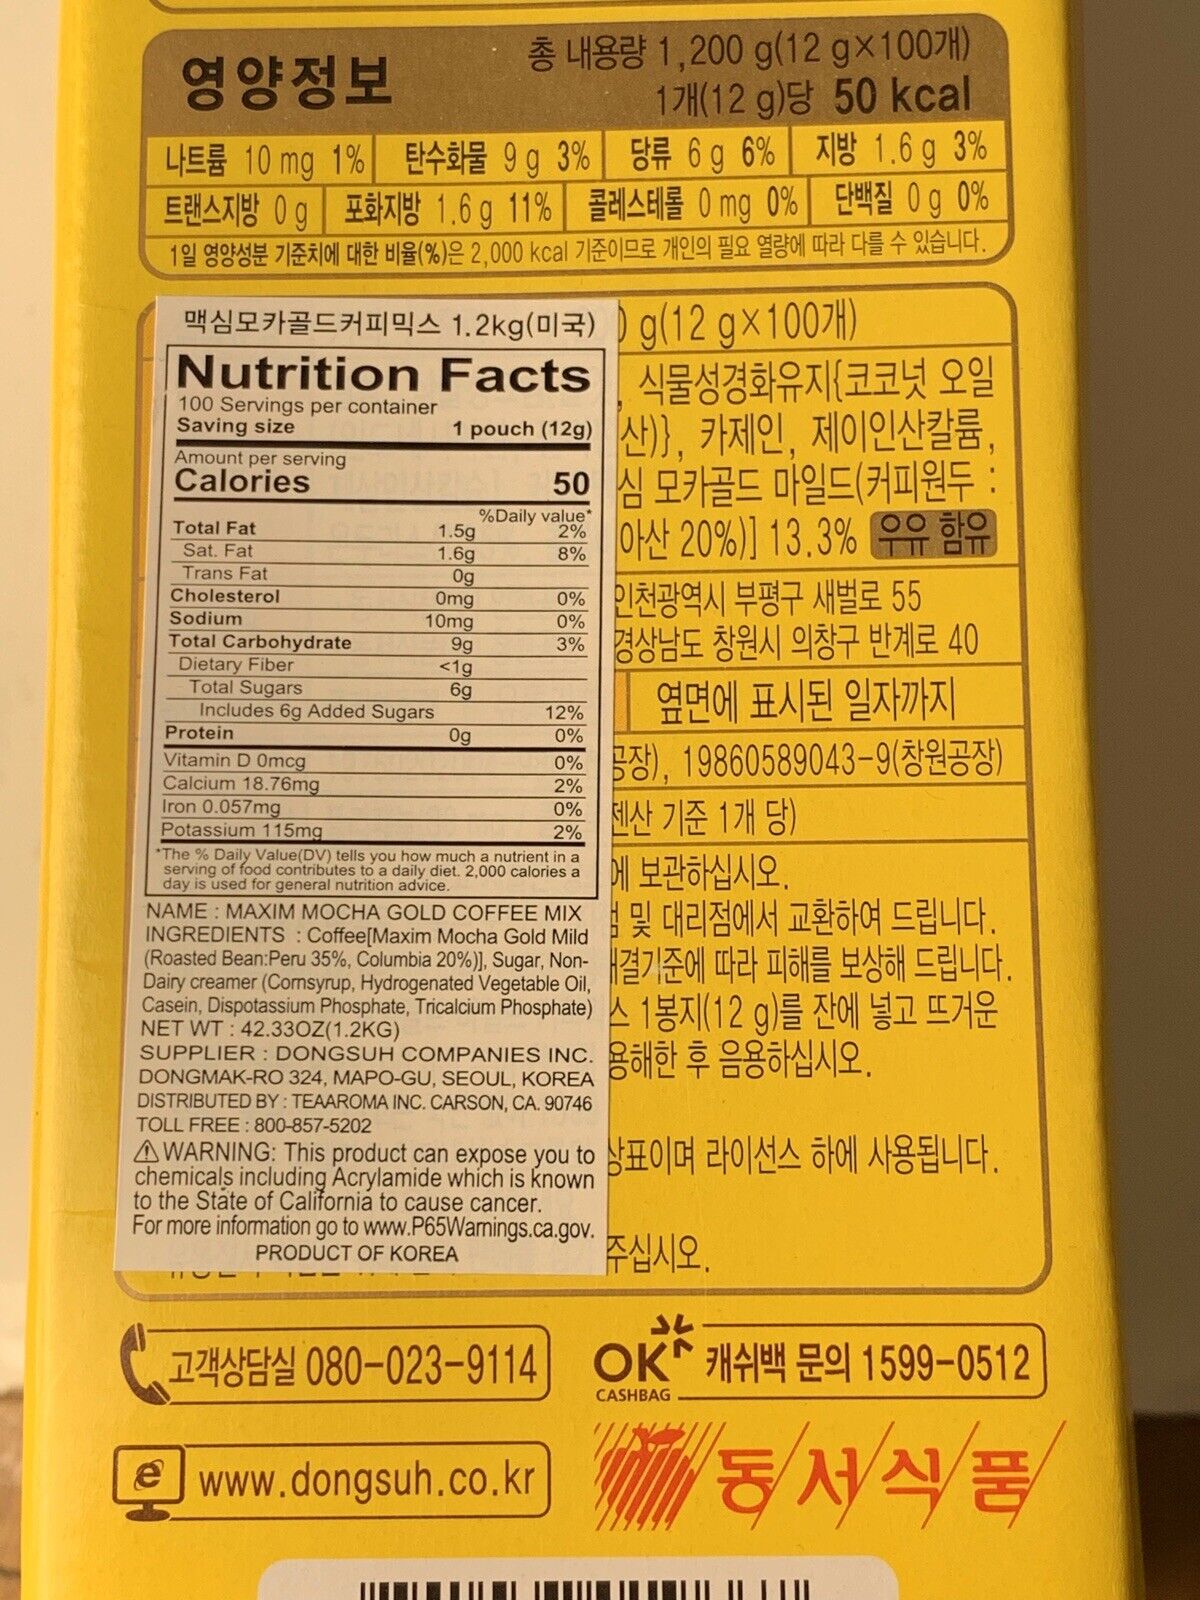 영양정보
총 내용량 1,200 g(12 g×100개)
1개(12 g)당 50 kcal
나트륨 10 mg 1% 탄수화물 9 g 3% 당류 6 g 6% 지방 1.6 g 3%
트랜스지방 0 g 포화지방 1.6 g 11% 콜레스테롤 0 mg 0% 단백질 0 g 0%
1일 영양성분 기준치에 대한 비율(%)은 2,000 kcal 기준이므로 개인의 필요 열량에 따라 다를 수 있습니다.
맥심모카골드커피믹스 1.2kg(미국)
Nutrition Facts
100 Servings per container
Saving size 1 pouch (12g)
Amount per serving
Calories 50
%Daily value*
Total Fat 1.5g 2%
Sat. Fat 1.6g 8%
Trans Fat 0g
Cholesterol 0mg 0%
Sodium 10mg 0%
Total Carbohydrate 9g 3%
Dietary Fiber <1g
Total Sugars 6g
Includes 6g Added Sugars 12%
Protein 0g 0%
Vitamin D 0mcg 0%
Calcium 18.76mg 2%
Iron 0.057mg 0%
Potassium 115mg 2%
*The % Daily Value(DV) tells you how much a nutrient in a
serving of food contributes to a daily diet. 2,000 calories a
day is used for general nutrition advice.
NAME : MAXIM MOCHA GOLD COFFEE MIX
INGREDIENTS : Coffee[Maxim Mocha Gold Mild
(Roasted Bean:Peru 35%, Columbia 20%)], Sugar, Non-
Dairy creamer (Cornsyrup, Hydrogenated Vegetable Oil,
Casein, Dispotassium Phosphate, Tricalcium Phosphate)
NET WT : 42.33OZ(1.2KG)
SUPPLIER : DONGSUH COMPANIES INC.
DONGMAK-RO 324, MAPO-GU, SEOUL, KOREA
DISTRIBUTED BY : TEAAROMA INC. CARSON, CA. 90746
TOLL FREE : 800-857-5202
⚠ WARNING: This product can expose you to
chemicals including Acrylamide which is known
to the State of California to cause cancer.
For more information go to www.P65Warnings.ca.gov.
PRODUCT OF KOREA
g(12 g×100개)
, 식물성경화유지{코코넛 오일
산)}, 카제인, 제이인산칼륨,
심 모카골드 마일드(커피원두 :
아산 20%)] 13.3% 우유 함유
인천광역시 부평구 새벌로 55
경상남도 창원시 의창구 반계로 40
옆면에 표시된 일자까지
공장), 19860589043-9(창원공장)
젠산 기준 1개 당)
에 보관하십시오.
및 대리점에서 교환하여 드립니다.
해결기준에 따라 피해를 보상해 드립니다.
스 1봉지(12 g)를 잔에 넣고 뜨거운
용해한 후 음용하십시오.
상표이며 라이선스 하에 사용됩니다.
주십시오.
고객상담실 080-023-9114
OK CASHBAG 캐쉬백 문의 1599-0512
www.dongsuh.co.kr
동서식품